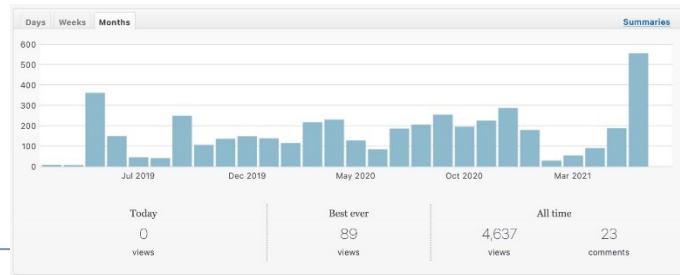 Days Weeks Months Summaries
600
500
400
300
200
100
0
Jul 2019 Dec 2019 May 2020 Oct 2020 Mar 2021
Today Best ever All time
0 89 4,637 23
views views views comments